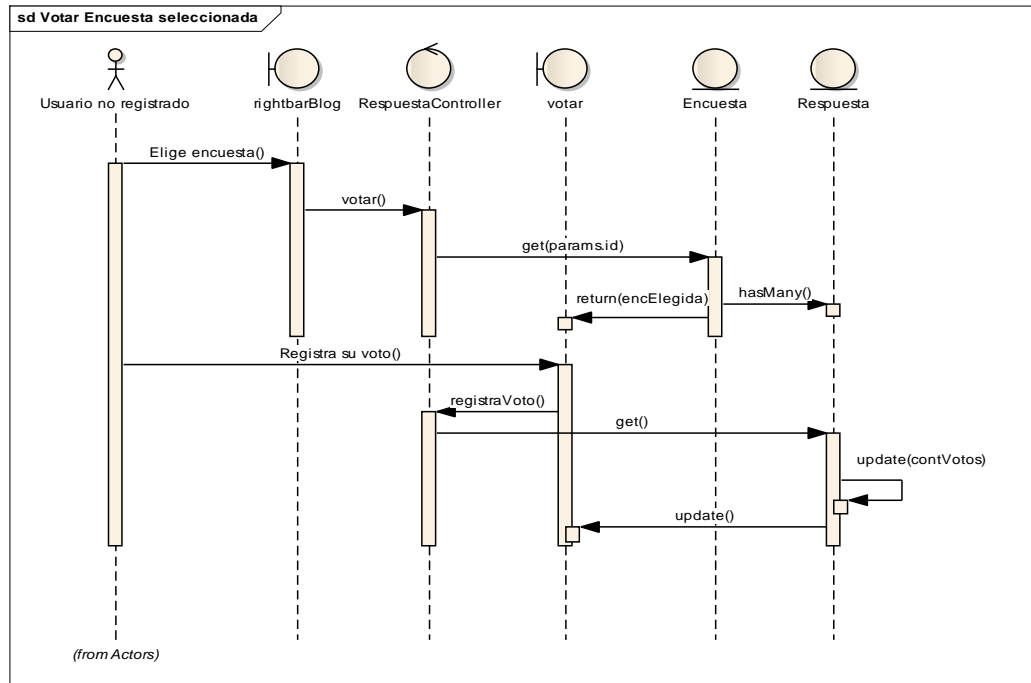 sd Votar Encuesta seleccionada
Usuario no registrado
rightbarBlog
RespuestaController
votar
Encuesta
Respuesta
Elige encuesta()
votar()
get(params.id)
hasMany()
return(encElegida)
Registra su voto()
registraVoto()
get()
update(contVotos)
update()
(from Actors)